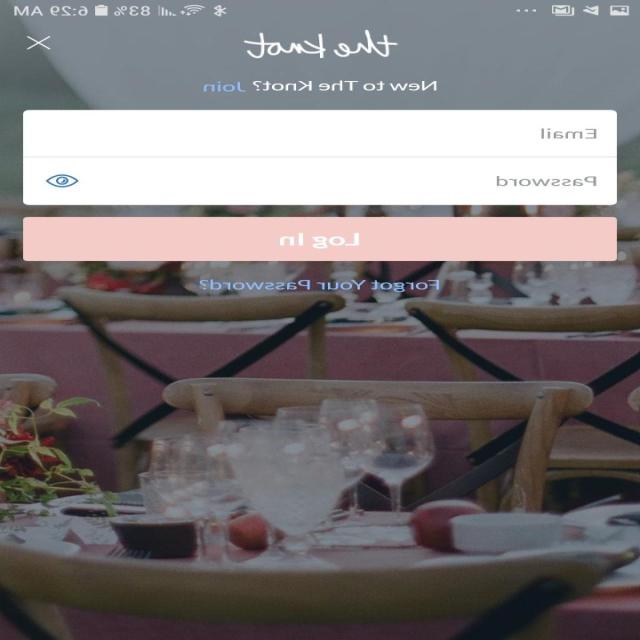 83% 6:29 AM
the knot
New to The Knot? Join
Email
Password
Log In
Forgot Your Password?